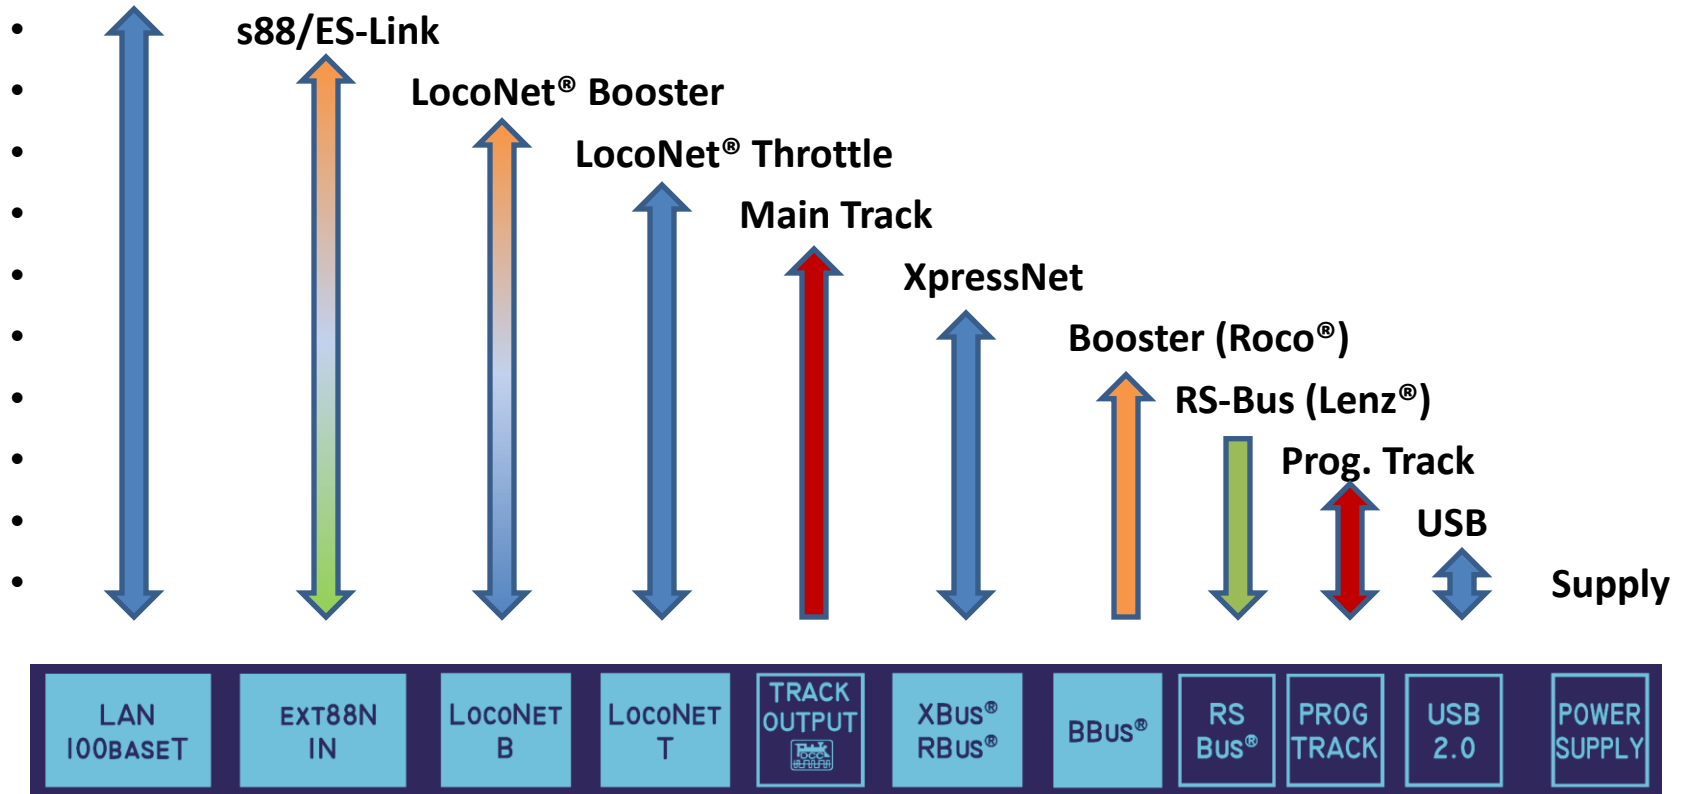 s88/ES-Link
LocoNet® Booster
LocoNet® Throttle
Main Track
XpressNet
Booster (Roco®)
RS-Bus (Lenz®)
Prog. Track
USB
Supply
LAN
100BASET
EXT88N
IN
LOCONET
B
LOCONET
T
TRACK
OUTPUT
DCC
XBUS®
RBUS®
BBUS®
RS
BUS®
PROG
TRACK
USB
2.0
POWER
SUPPLY